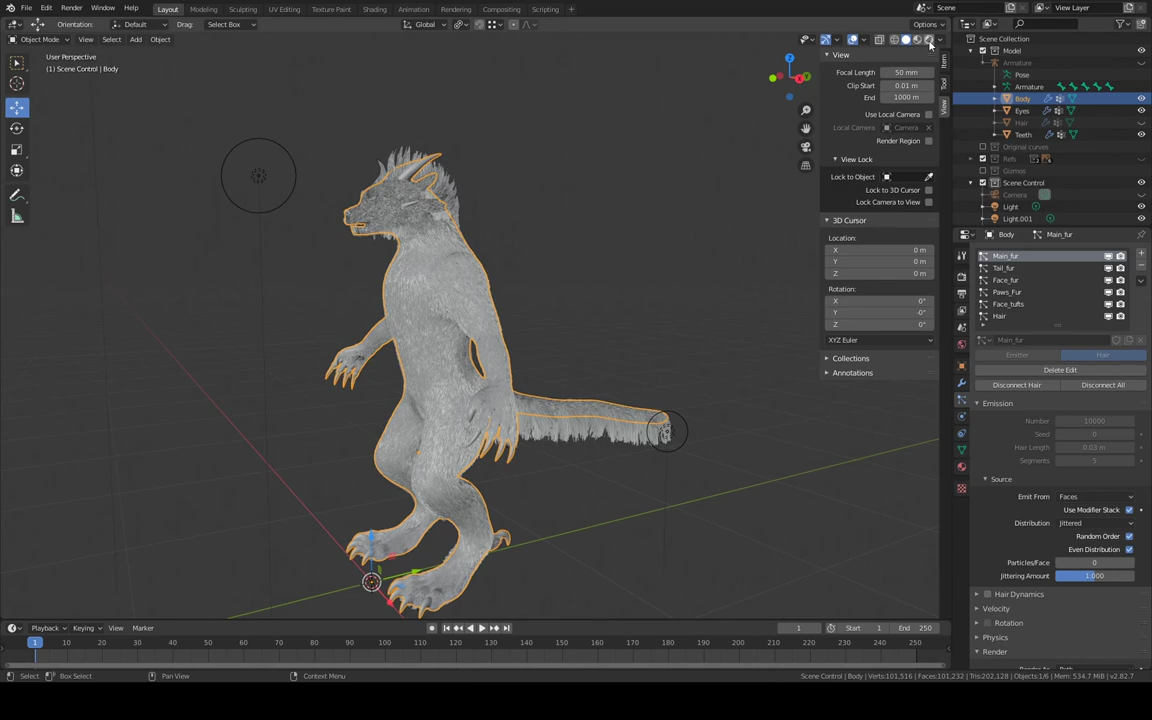 File Edit Render Window Help Layout Modeling Sculpting UV Editing Texture Paint Shading Animation Rendering Compositing Scripting + Scene View Layer
Orientation: Default Drag: Select Box Global Options
Object Mode View Select Add Object
User Perspective
(1) Scene Control | Body
Z
Y
View
Focal Length 50 mm
Clip Start 0.01 m
End 1000 m
Use Local Camera
Local Camera Camera
Render Region
View Lock
Lock to Object
Lock to 3D Cursor
Lock Camera to View
3D Cursor
Location:
X 0 m
Y 0 m
Z 0 m
Rotation:
X 0°
Y -0°
Z 0°
XYZ Euler
Collections
Annotations
Item
Tool
View
Scene Collection
Model
Armature
Pose
Armature
Body
Eyes
Hair
Teeth
Original curves
Refs
Gizmos
Scene Control
Camera
Light
Light.001
Body Main_fur
Main_fur
Tail_fur
Face_fur
Paws_Fur
Face_tufts
Hair
Main_fur
Emitter Hair
Delete Edit
Disconnect Hair Disconnect All
Emission
Number 10000
Seed 0
Hair Length 0.03 m
Segments 5
Source
Emit From Faces
Use Modifier Stack
Distribution Jittered
Random Order
Even Distribution
Particles/Face 0
Jittering Amount 1.000
Hair Dynamics
Velocity
Rotation
Physics
Render
Playback Keying View Marker 1 Start 1 End 250
1 10 20 30 40 50 60 70 80 90 100 110 120 130 140 150 160 170 180 190 200 210 220 230 240 250
Select Box Select Pan View Context Menu Scene Control | Body | Verts:101,516 | Faces:101,232 | Tris:202,128 | Objects:1/6 | Mem: 534.7 MiB | v2.82.7